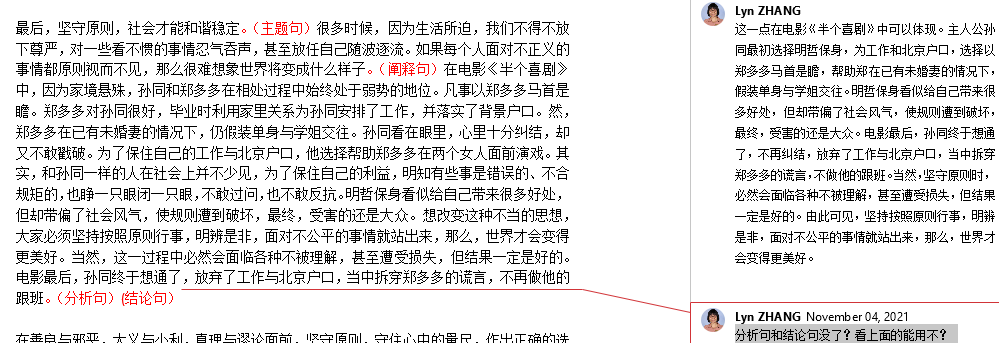 最后，坚守原则，社会才能和谐稳定。（主题句）很多时候，因为生活所迫，我们不得不放
下尊严，对一些看不惯的事情忍气吞声，甚至放任自己随波逐流。如果每个人面对不正义的
事情都原则视而不见，那么很难想象世界将变成什么样子。（阐释句）在电影《半个喜剧》
中，因为家境悬殊，孙同和郑多多在相处过程中始终处于弱势的地位。凡事以郑多多马首是
瞻。郑多多对孙同很好，毕业时利用家里关系为孙同安排了工作，并落实了背景户口。然，
郑多多在已有未婚妻的情况下，仍假装单身与学姐交往。孙同看在眼里，心里十分纠结，却
又不敢戳破。为了保住自己的工作与北京户口，他选择帮助郑多多在两个女人面前演戏。其
实，和孙同一样的人在社会上并不少见，为了保住自己的利益，明知有些事是错误的、不合
规矩的，也睁一只眼闭一只眼，不敢过问，也不敢反抗。明哲保身看似给自己带来很多好处，
但却带偏了社会风气，使规则遭到破坏，最终，受害的还是大众。想改变这种不当的思想，
大家必须坚持按照原则行事，明辨是非，面对不公平的事情就站出来，那么，世界才会变得
更美好。当然，这一过程中必然会面临各种不被理解，甚至遭受损失，但结果一定是好的。
电影最后，孙同终于想通了，放弃了工作与北京户口，当中拆穿郑多多的谎言，不再做他的
跟班。（分析句）(结论句）
在善良与邪恶、大义与小利、真理与谬论面前，坚守原则，守住心中的量尺，作出正确的选
Lyn ZHANG
这一点在电影《半个喜剧》中可以体现。主人公孙
同最初选择明哲保身，为工作和北京户口，选择以
郑多多马首是瞻，帮助郑在已有未婚妻的情况下，
假装单身与学姐交往。明哲保身看似给自己带来很
多好处，但却带偏了社会风气，使规则遭到破坏，
最终，受害的还是大众。电影最后，孙同终于想通
了，不再纠结，放弃了工作与北京户口，当中拆穿
郑多多的谎言，不做他的跟班。当然，坚守原则时，
必然会面临各种不被理解，甚至遭受损失，但结果
一定是好的。由此可见，坚持按照原则行事，明辨
是非，面对不公平的事情就站出来，那么，世界才
会变得更美好。
Lyn ZHANG November 04, 2021
分析句和结论句没了？看上面的能用不？